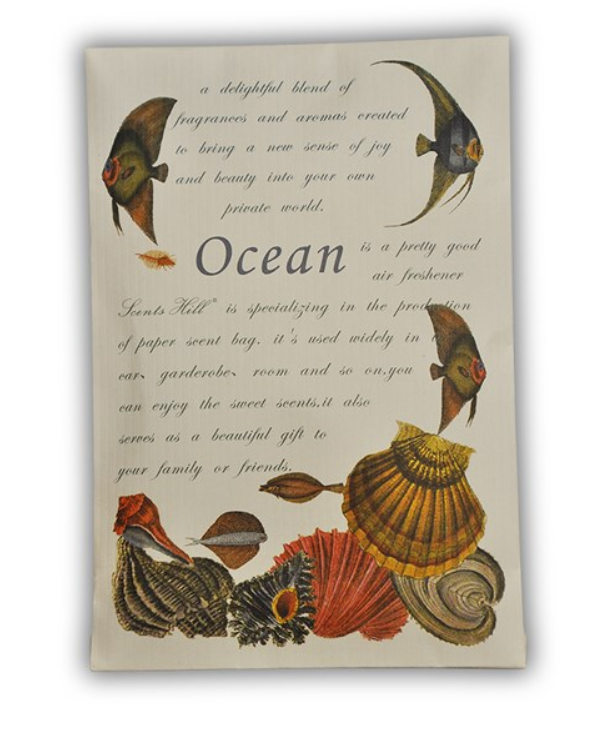 a delightful blend of
fragrances and aromas created
to bring a new sense of joy
and beauty into your own
private world.
Ocean is a pretty good
air freshener
Scents Hill® is specializing in the production
of paper scent bag. it's used widely in
car、garderobe、room and so on.you
can enjoy the sweet scents.it also
serves as a beautiful gift to
your family or friends.